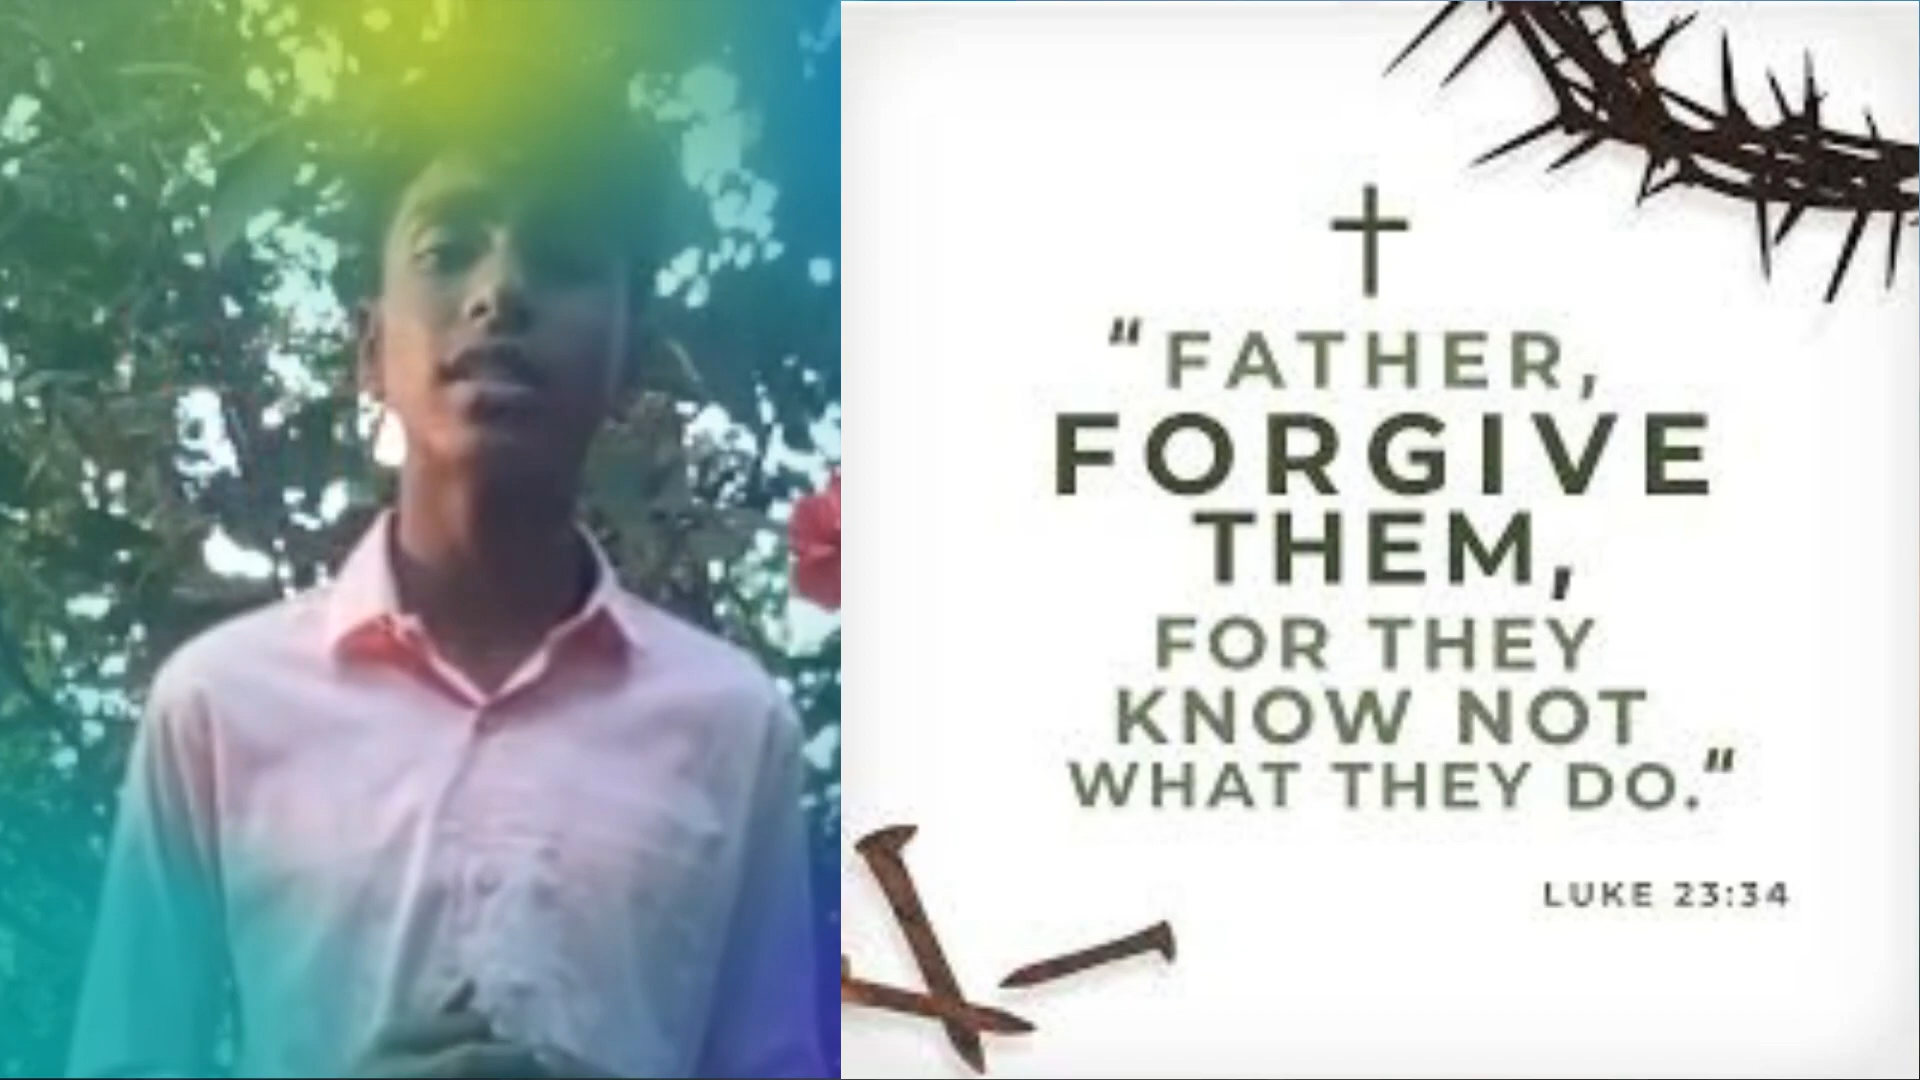 “FATHER,
FORGIVE
THEM,
FOR THEY
KNOW NOT
WHAT THEY DO.“
LUKE 23:34